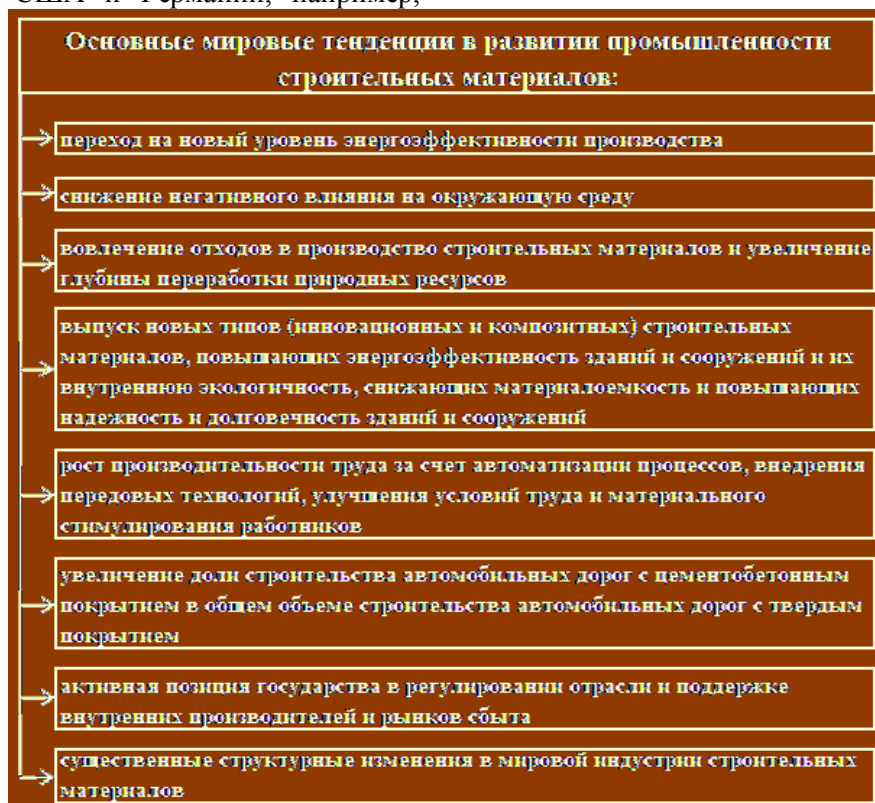 США и Германии, например,
Основные мировые тенденции в развитии промышленности
строительных материалов:
переход на новый уровень энергоэффективности производства
снижение негативного влияния на окружающую среду
вовлечение отходов в производство строительных материалов и увеличение
глубины переработки природных ресурсов
выпуск новых типов (инновационных и композитных) строительных
материалов, повышающих энергоэффективность зданий и сооружений и их
внутреннюю экологичность, снижающих материалоемкость и повышающих
надежность и долговечность зданий и сооружений
рост производительности труда за счет автоматизации процессов, внедрения
передовых технологий, улучшения условий труда и материального
стимулирования работников
увеличение доли строительства автомобильных дорог с цементобетонным
покрытием в общем объеме строительства автомобильных дорог с твердым
покрытием
активная позиция государства в регулировании отрасли и поддержке
внутренних производителей и рынков сбыта
существенные структурные изменения в мировой индустрии строительных
материалов